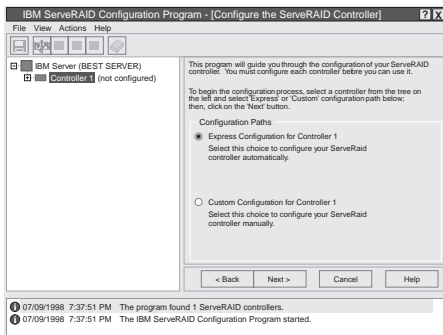 IBM ServeRAID Configuration Program - [Configure the ServeRAID Controller]
File View Actions Help
IBM Server (BEST SERVER)
Controller 1 (not configured)
This program will guide you through the configuration of your ServeRAID
controller. You must configure each controller before you can use it.
To begin the configuration process, select a controller from the tree on
the left and select 'Express' or 'Custom' configuration path below;
then, click on the 'Next' button.
Configuration Paths
Express Configuration for Controller 1
Select this choice to configure your ServeRaid
controller automatically.
Custom Configuration for Controller 1
Select this choice to configure your ServeRaid
controller manually.
< Back Next > Cancel Help
07/09/1998 7:37:51 PM The program found 1 ServeRAID controllers.
07/09/1998 7:37:51 PM The IBM ServeRAID Configuration Program started.